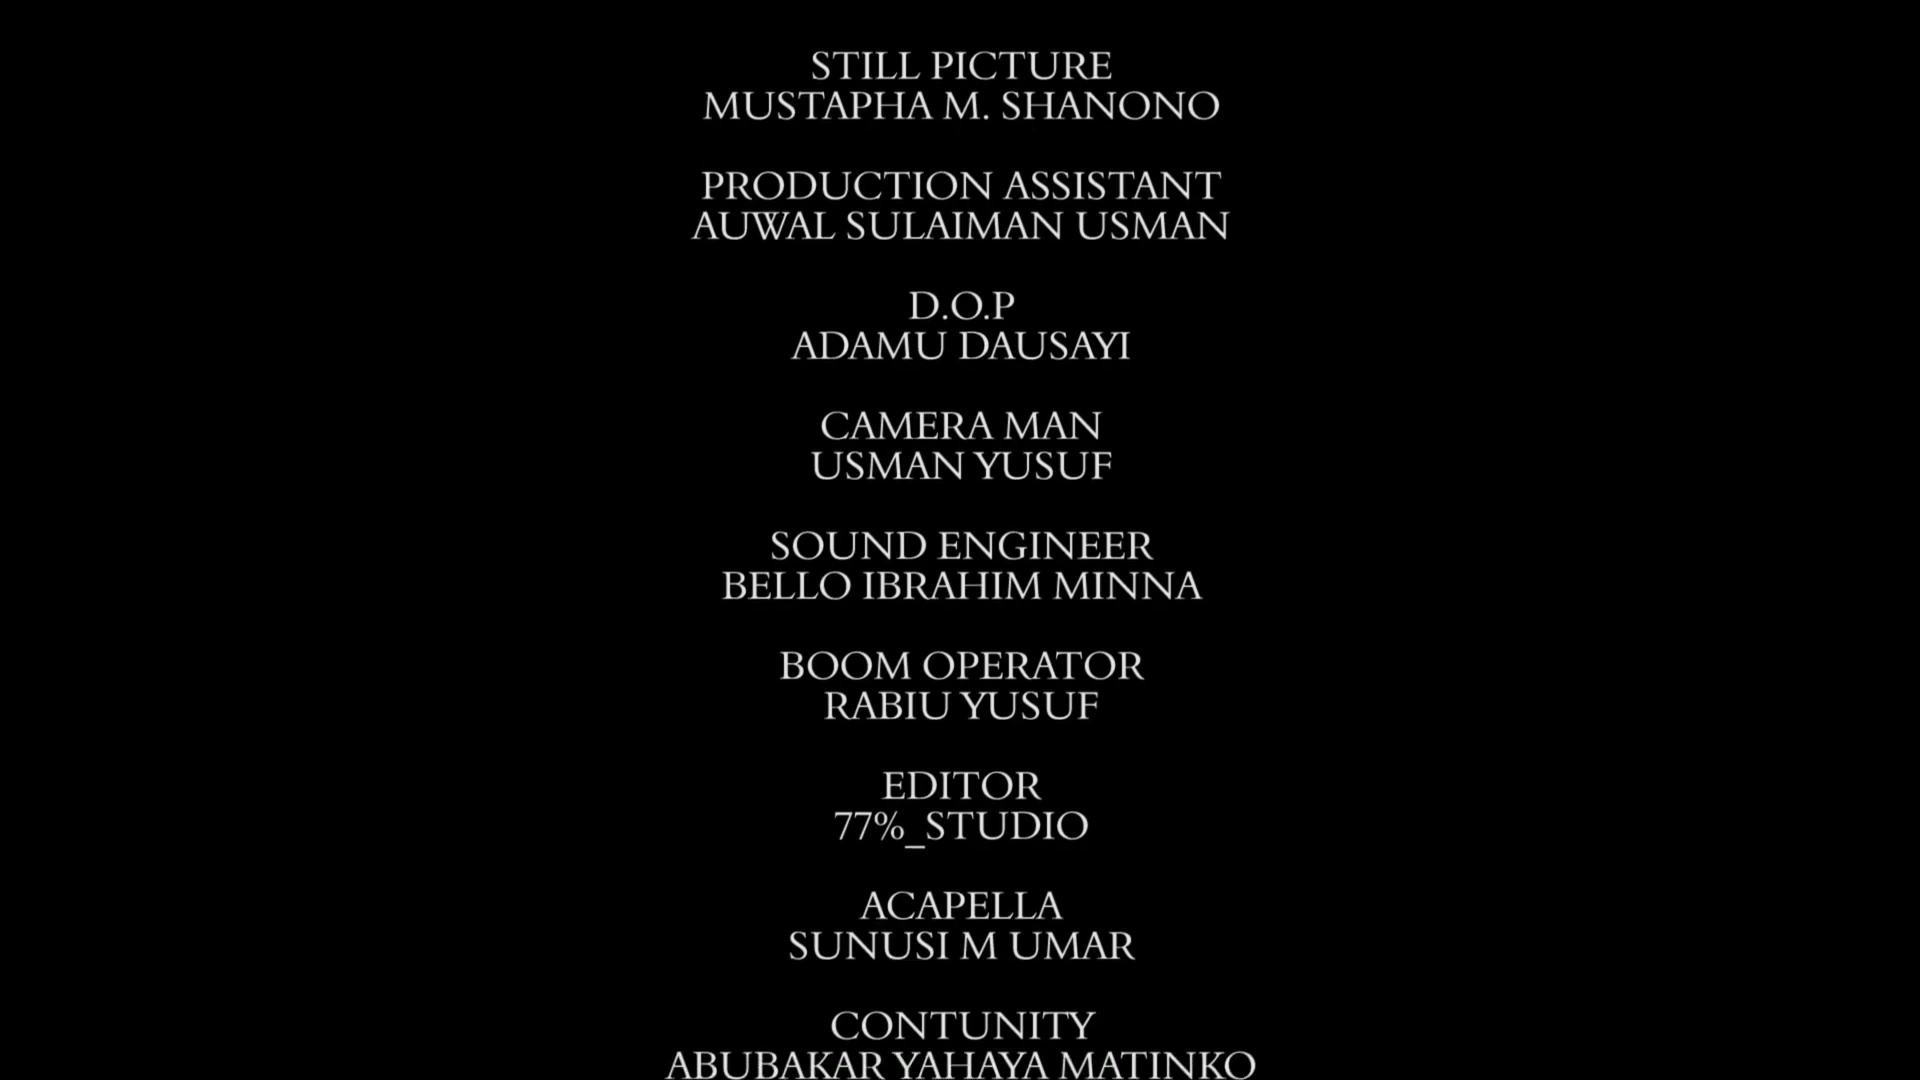 STILL PICTURE
MUSTAPHA M. SHANONO
PRODUCTION ASSISTANT
AUWAL SULAIMAN USMAN
D.O.P
ADAMU DAUSAYI
CAMERA MAN
USMAN YUSUF
SOUND ENGINEER
BELLO IBRAHIM MINNA
BOOM OPERATOR
RABIU YUSUF
EDITOR
77%_STUDIO
ACAPELLA
SUNUSI M UMAR
CONTUNITY
ABUBAKAR YAHAYA MATINKO